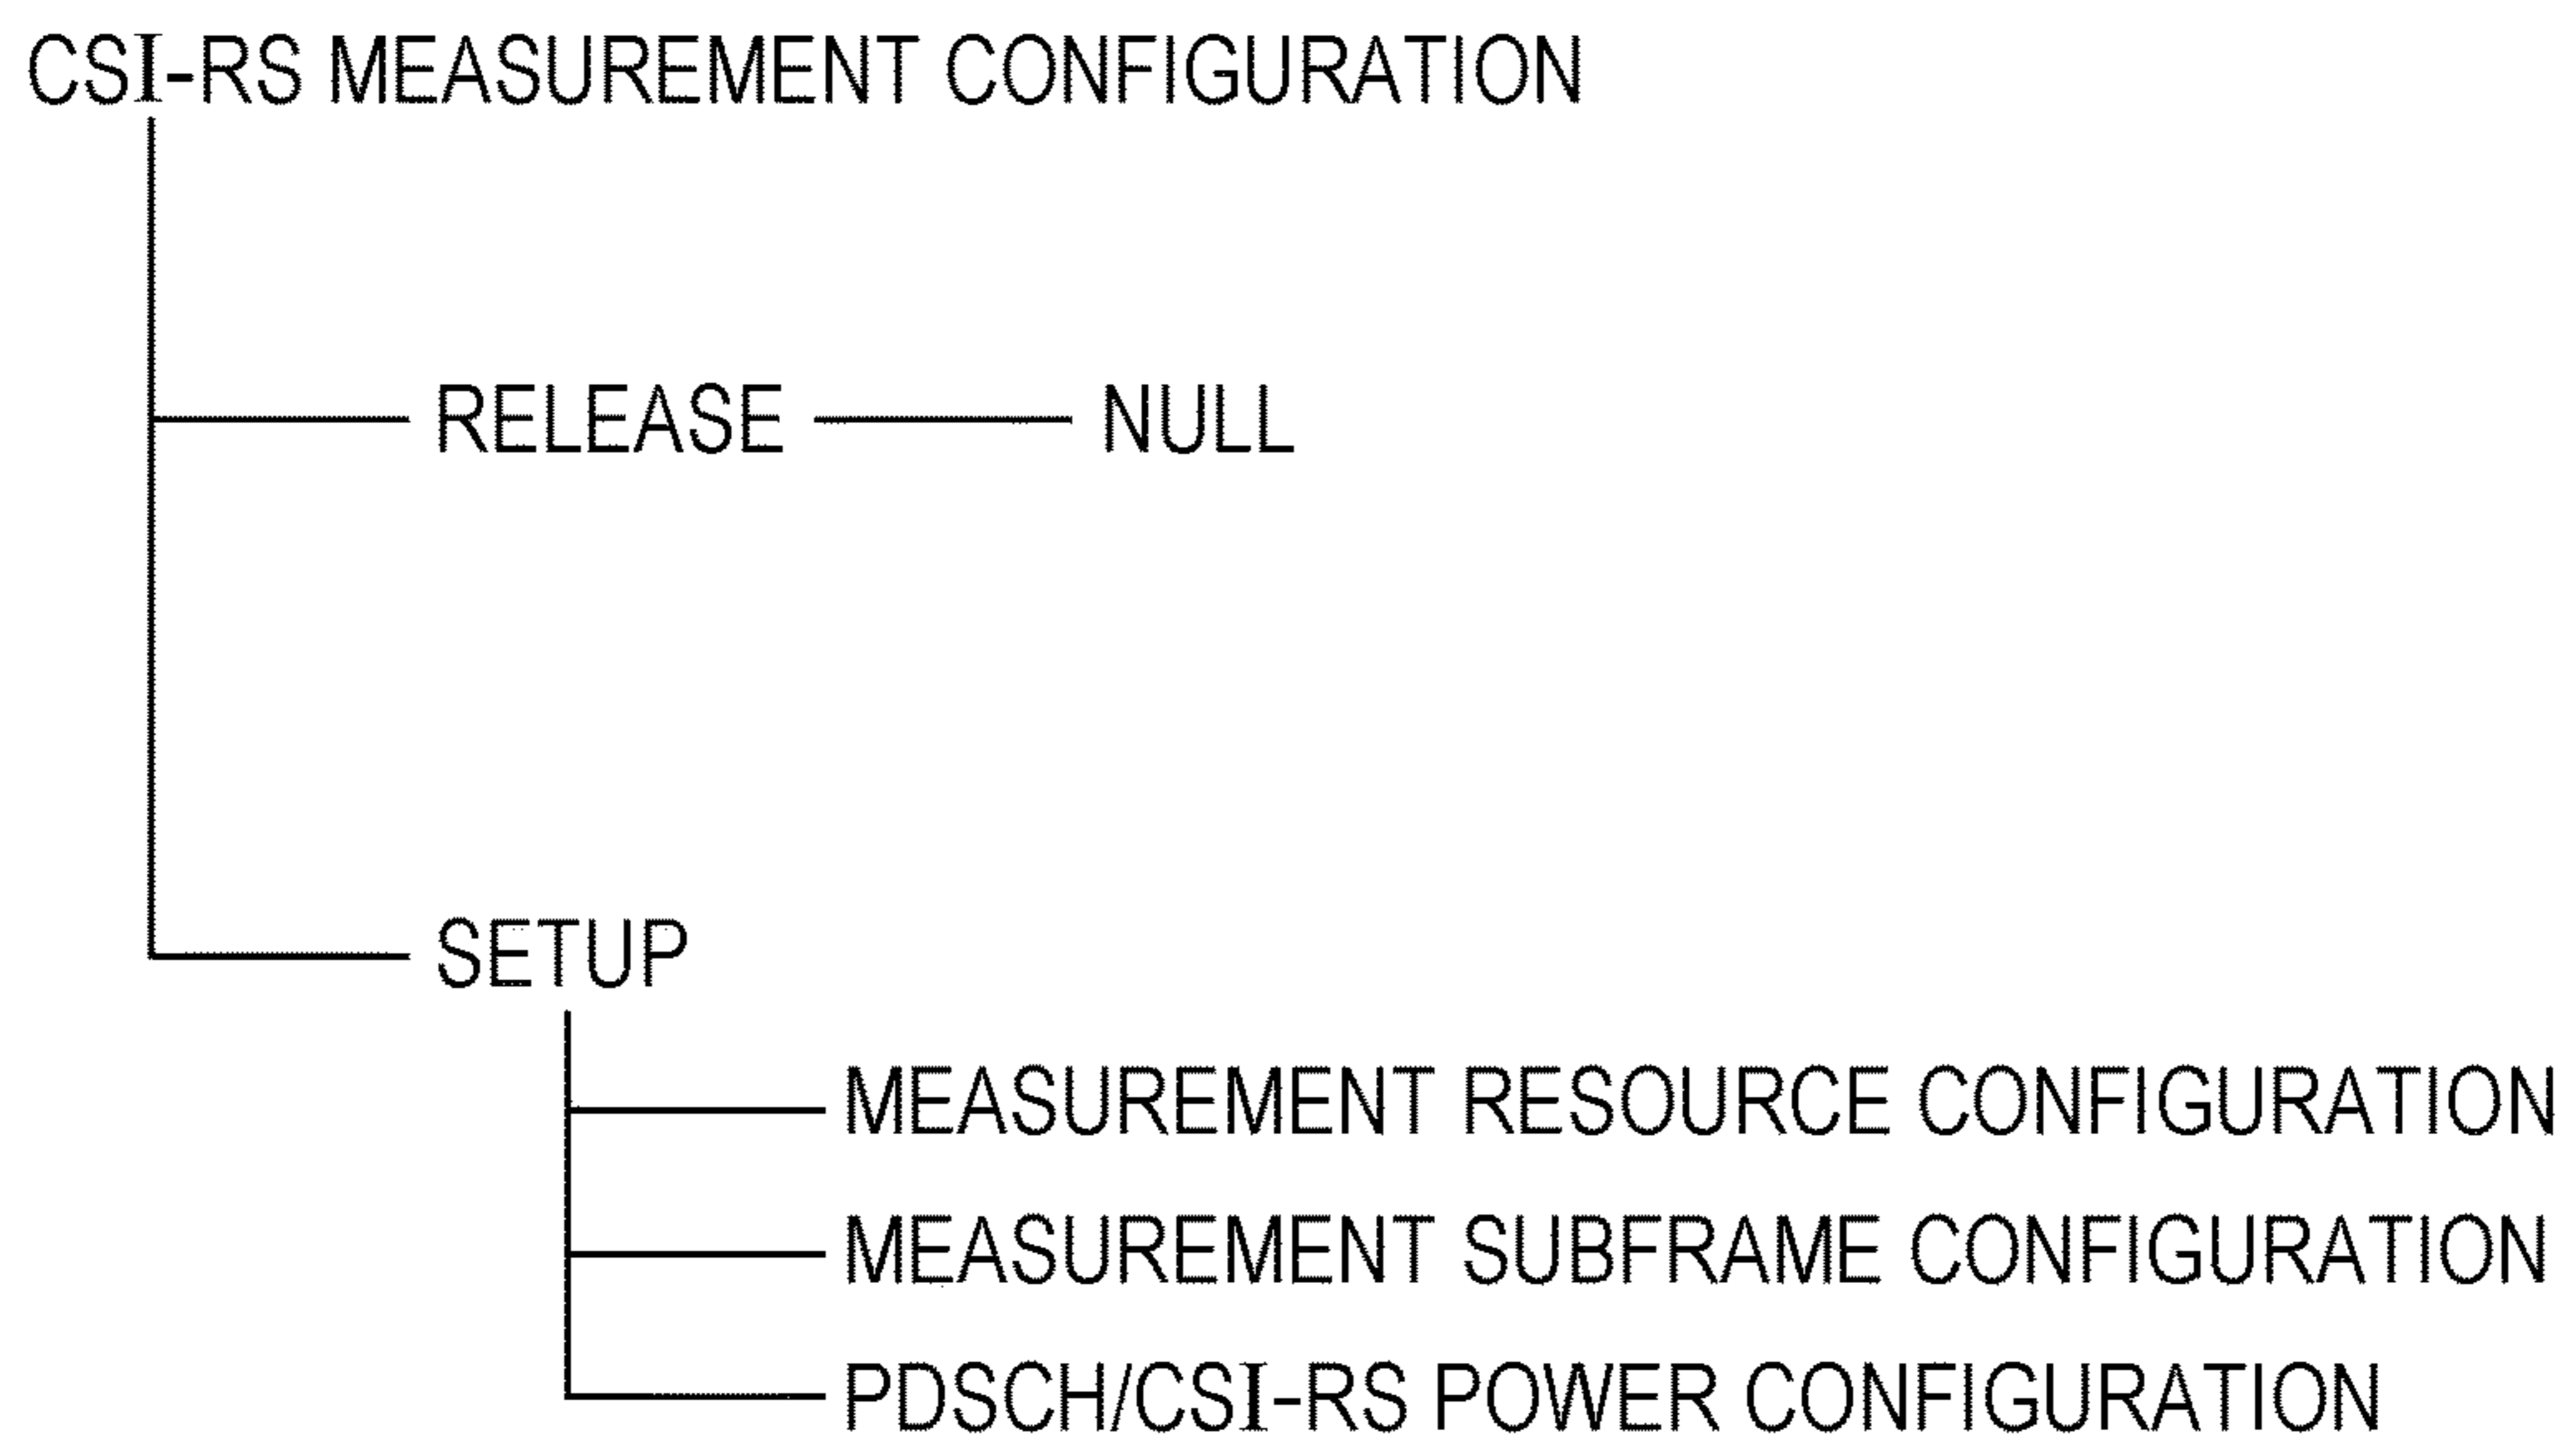 CSI-RS MEASUREMENT CONFIGURATION
RELEASE NULL
SETUP
MEASUREMENT RESOURCE CONFIGURATION
MEASUREMENT SUBFRAME CONFIGURATION
PDSCH/CSI-RS POWER CONFIGURATION